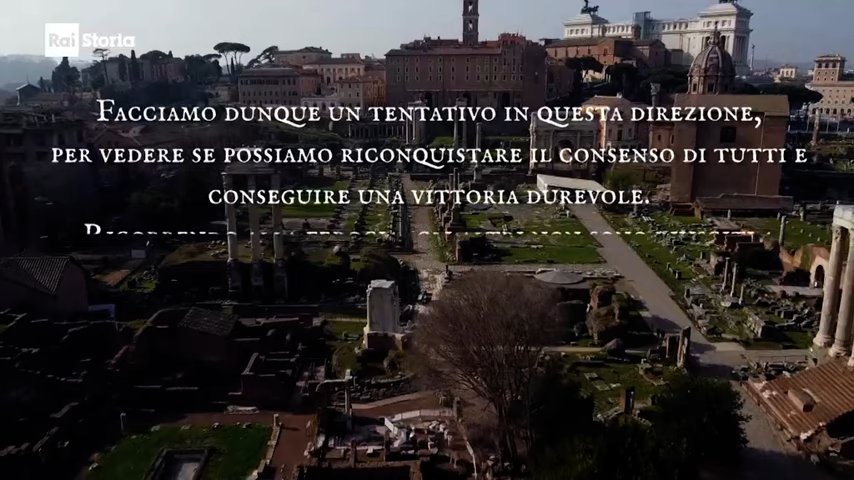 Rai Storia
Facciamo dunque un tentativo in questa direzione,
per vedere se possiamo riconquistare il consenso di tutti e
conseguire una vittoria durevole.